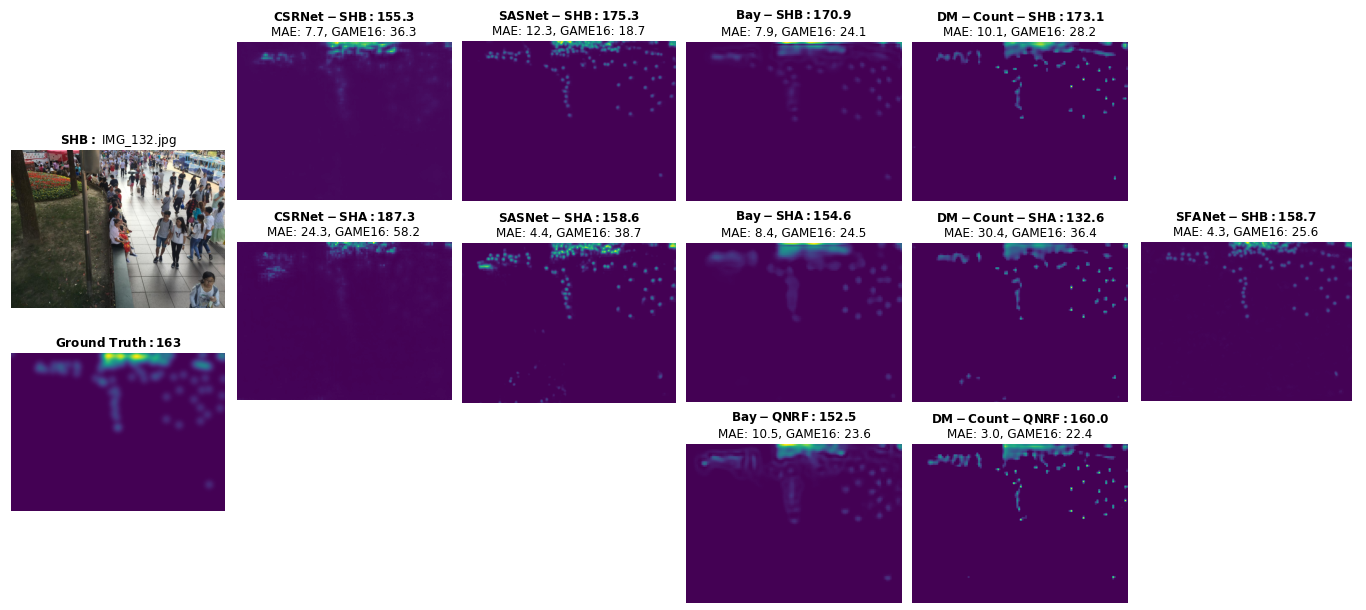 SHB: IMG_132.jpg
Ground Truth: 163
CSRNet-SHB: 155.3
MAE: 7.7, GAME16: 36.3
SASNet-SHB: 175.3
MAE: 12.3, GAME16: 18.7
Bay-SHB: 170.9
MAE: 7.9, GAME16: 24.1
DM-Count-SHB: 173.1
MAE: 10.1, GAME16: 28.2
CSRNet-SHA: 187.3
MAE: 24.3, GAME16: 58.2
SASNet-SHA: 158.6
MAE: 4.4, GAME16: 38.7
Bay-SHA: 154.6
MAE: 8.4, GAME16: 24.5
DM-Count-SHA: 132.6
MAE: 30.4, GAME16: 36.4
SFANet-SHB: 158.7
MAE: 4.3, GAME16: 25.6
Bay-QNRF: 152.5
MAE: 10.5, GAME16: 23.6
DM-Count-QNRF: 160.0
MAE: 3.0, GAME16: 22.4